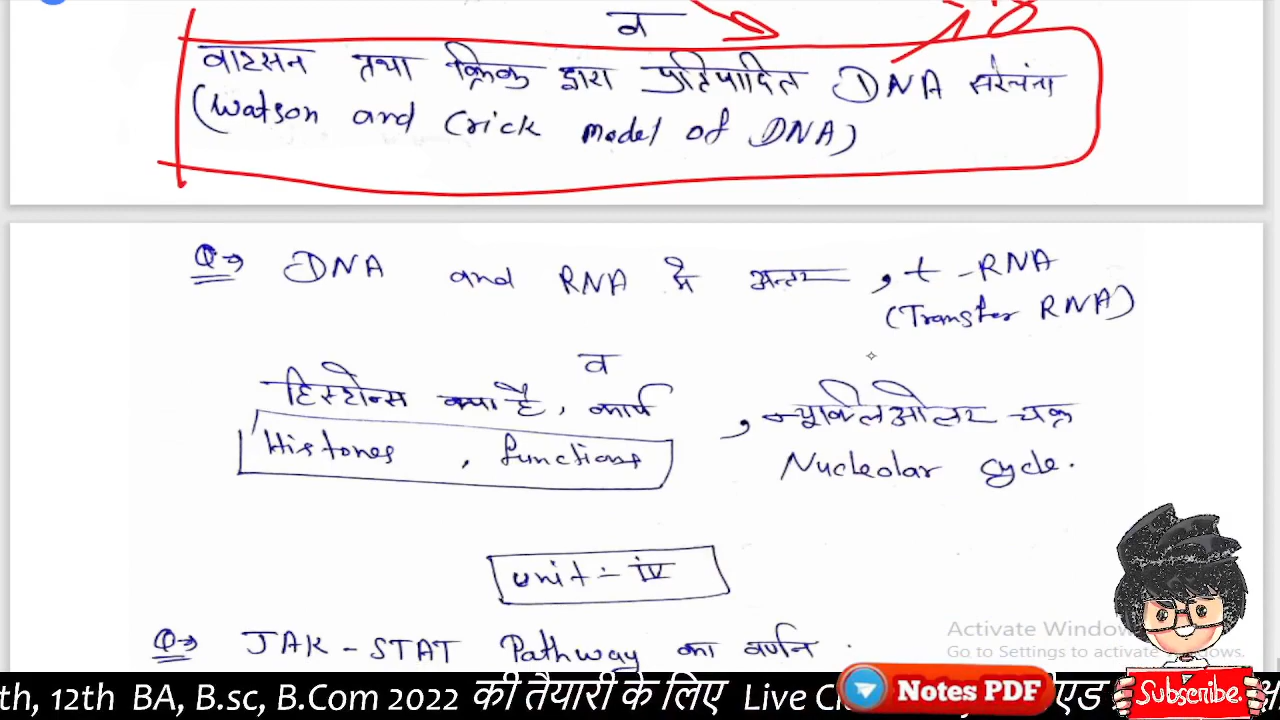 व
वाटसन तथा क्रिक द्वारा प्रतिपादित DNA संरचना
(Watson and Crick model of DNA)
Q→ DNA and RNA में अन्तर , t-RNA
(Transfer RNA)
व
हिस्टोन्स क्या है, कार्य , न्यूक्लिओलर चक्र
Histones , functions Nucleolar cycle.
unit - IV
Q→ JAK-STAT Pathway का वर्णन .
Activate Window
Go to Settings to activate windows.
th, 12th BA, B.sc, B.Com 2022 की तैयारी के लिए Live C
Notes PDF
Subscribe.